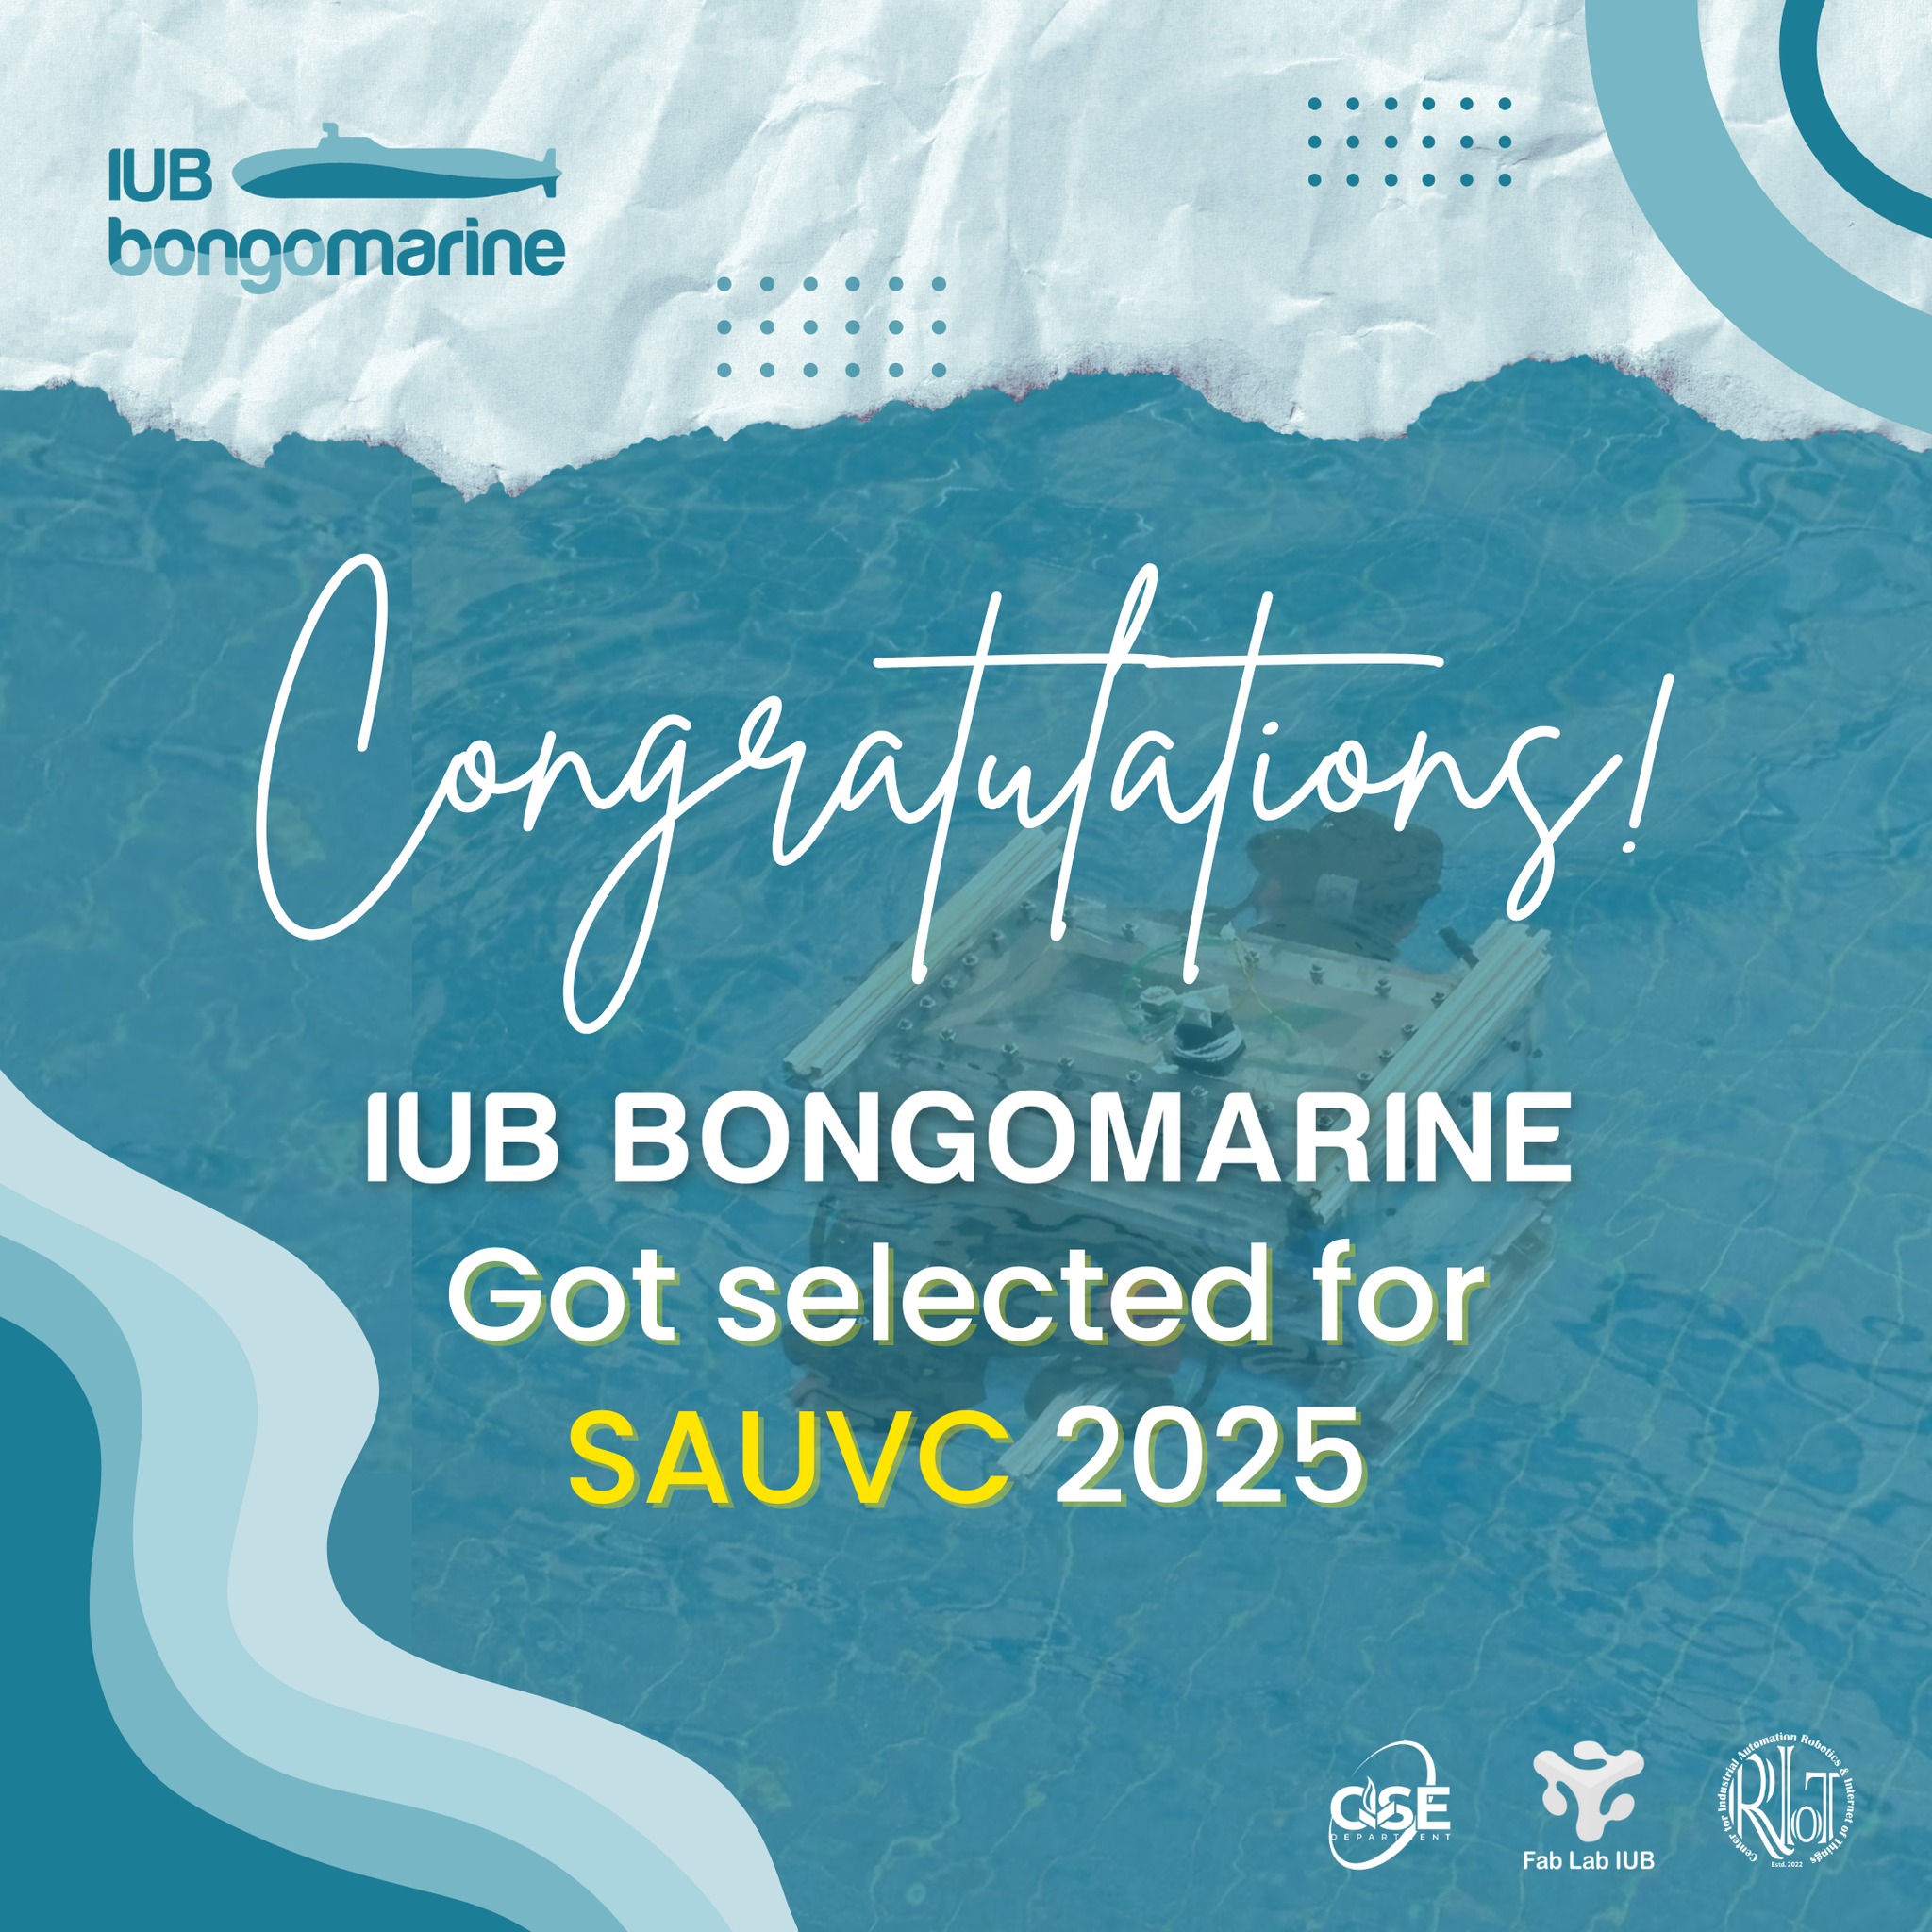 IUB
bongomarine
Congratulations!
IUB BONGOMARINE
Got selected for
SAUVC 2025
CSE
DEPARTMENT
Fab Lab IUB
Center for Industrial Automation Robotics & Internet of Things
RIoT
Estd. 2022